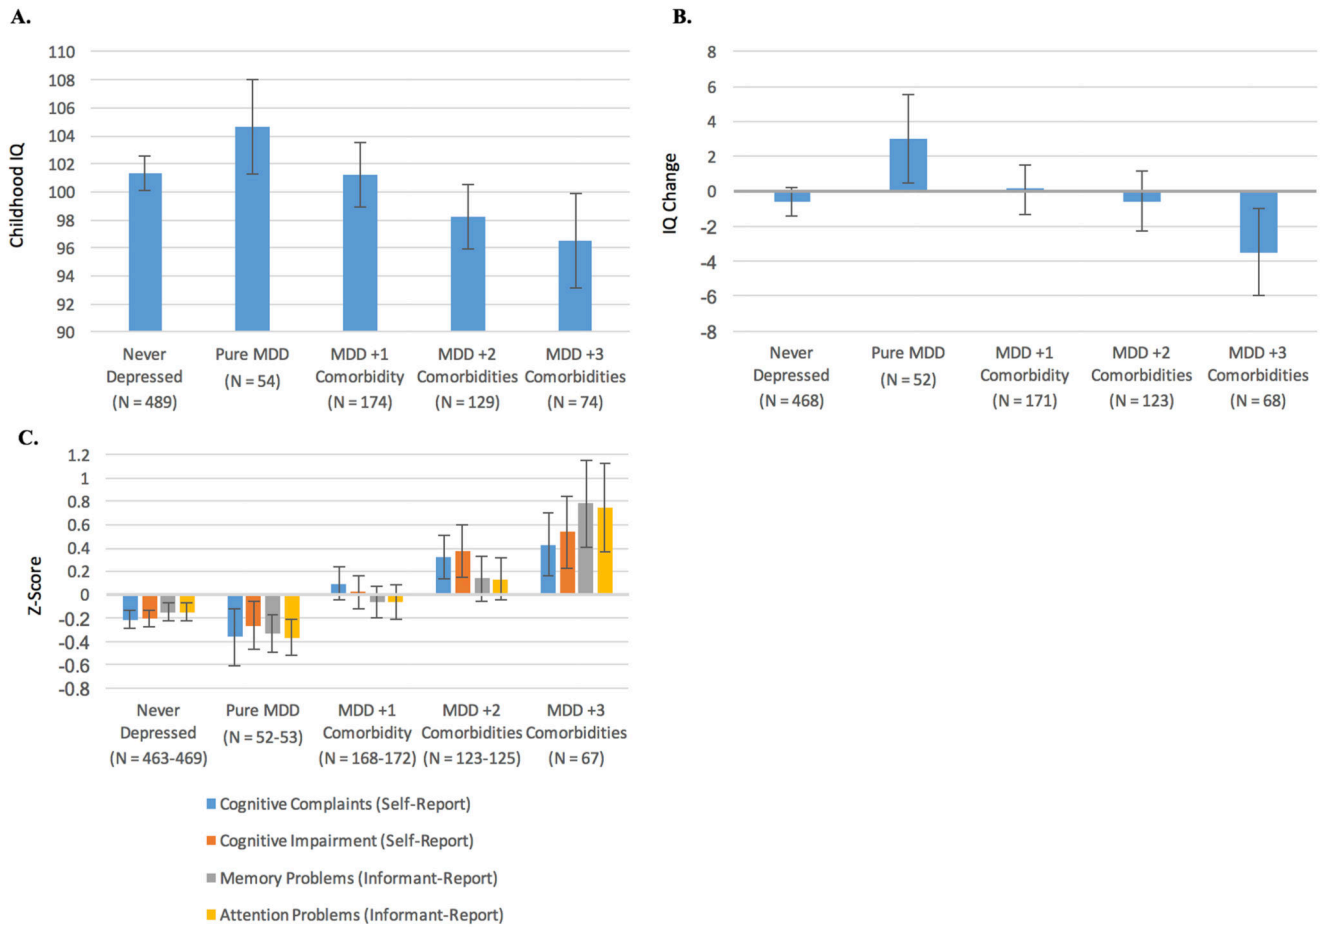 A.
Childhood IQ
110
108
106
104
102
100
98
96
94
92
90
Never Pure MDD MDD +1 MDD +2 MDD +3
Depressed) (N = 54) Comorbidity Comorbidities Comorbidities
(N = 489) (N = 174) (N = 129) (N = 74)
B.
IQ Change
8
6
4
2
0
-2
-4
-6
-8
Never Pure MDD MDD +1 MDD +2 MDD +3
Depressed (N = 52) Comorbidity Comorbidities Comorbidities
(N = 468) (N = 171) (N = 123) (N = 68)
C.
Z-Score
1.2
1
0.8
0.6
0.4
0.2
0
-0.2
-0.4
-0.6
-0.8
Never Pure MDD MDD +1 MDD +2 MDD +3
Depressed (N = 52-53) Comorbidity Comorbidities Comorbidities
(N = 463-469) (N = 168-172) (N = 123-125) (N = 67)
Cognitive Complaints (Self-Report)
Cognitive Impairment (Self-Report)
Memory Problems (Informant-Report)
Attention Problems (Informant-Report)